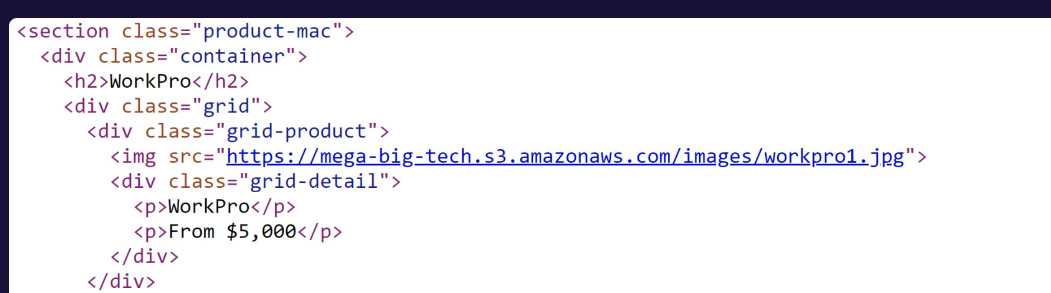 <section class="product-mac">
<div class="container">
<h2>WorkPro</h2>
<div class="grid">
<div class="grid-product">
<img src="https://mega-big-tech.s3.amazonaws.com/images/workpro1.jpg">
<div class="grid-detail">
<p>WorkPro</p>
<p>From $5,000</p>
</div>
</div>